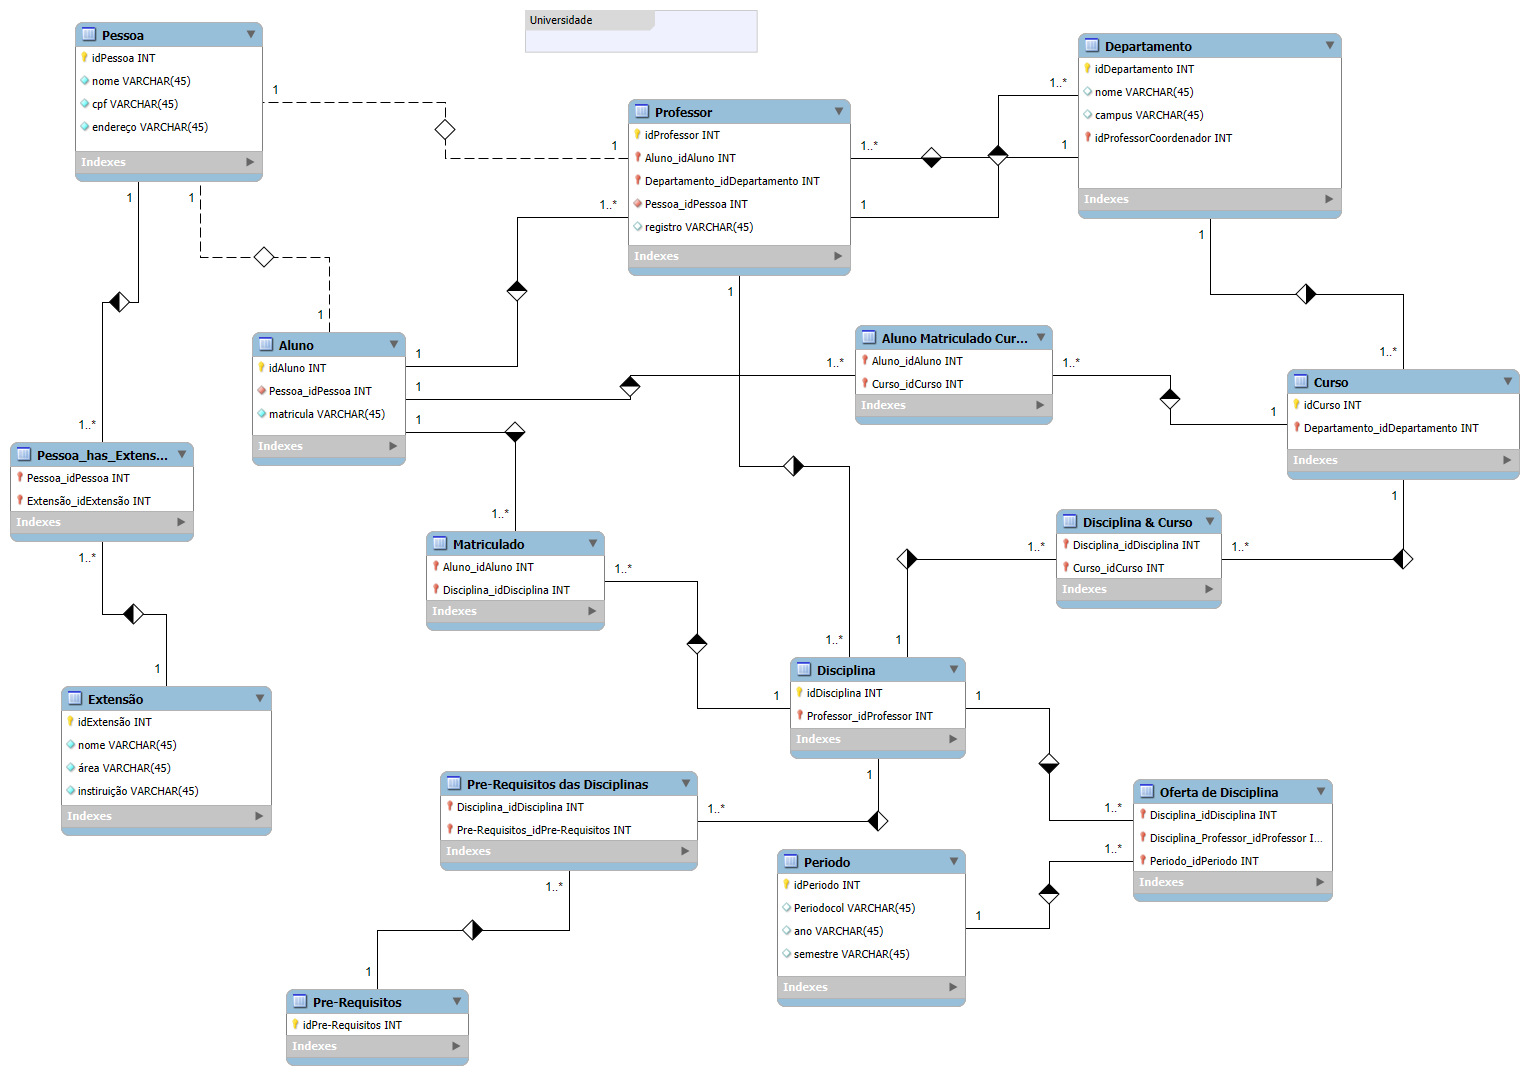 Universidade
Pessoa
idPessoa INT
nome VARCHAR(45)
cpf VARCHAR(45)
endereço VARCHAR(45)
Indexes
1
1
1
1
Professor
idProfessor INT
Aluno_idAluno INT
Departamento_idDepartamento INT
Pessoa_idPessoa INT
registro VARCHAR(45)
Indexes
1..*
1..*
1
1
Departamento
idDepartamento INT
nome VARCHAR(45)
campus VARCHAR(45)
idProfessorCoordenador INT
Indexes
1..*
1
1
1
Aluno
idAluno INT
Pessoa_idPessoa INT
matricula VARCHAR(45)
Indexes
1
1
1
1..*
Aluno Matriculado Cur...
Aluno_idAluno INT
Curso_idCurso INT
Indexes
1..*
1..*
1
Curso
idCurso INT
Departamento_idDepartamento INT
Indexes
1
1..*
Pessoa_has_Extens...
Pessoa_idPessoa INT
Extensão_idExtensão INT
Indexes
1..*
1..*
Matriculado
Aluno_idAluno INT
Disciplina_idDisciplina INT
Indexes
1..*
1..*
Disciplina & Curso
Disciplina_idDisciplina INT
Curso_idCurso INT
Indexes
1..*
1
1..*
1
Disciplina
idDisciplina INT
Professor_idProfessor INT
Indexes
1
1
1
Extensão
idExtensão INT
nome VARCHAR(45)
área VARCHAR(45)
instiruição VARCHAR(45)
Indexes
Pre-Requisitos das Disciplinas
Disciplina_idDisciplina INT
Pre-Requisitos_idPre-Requisitos INT
Indexes
1..*
1..*
Oferta de Disciplina
Disciplina_idDisciplina INT
Disciplina_Professor_idProfessor I...
Periodo_idPeriodo INT
Indexes
1..*
1..*
Periodo
idPeriodo INT
Periodocol VARCHAR(45)
ano VARCHAR(45)
semestre VARCHAR(45)
Indexes
1
1
Pre-Requisitos
idPre-Requisitos INT
Indexes